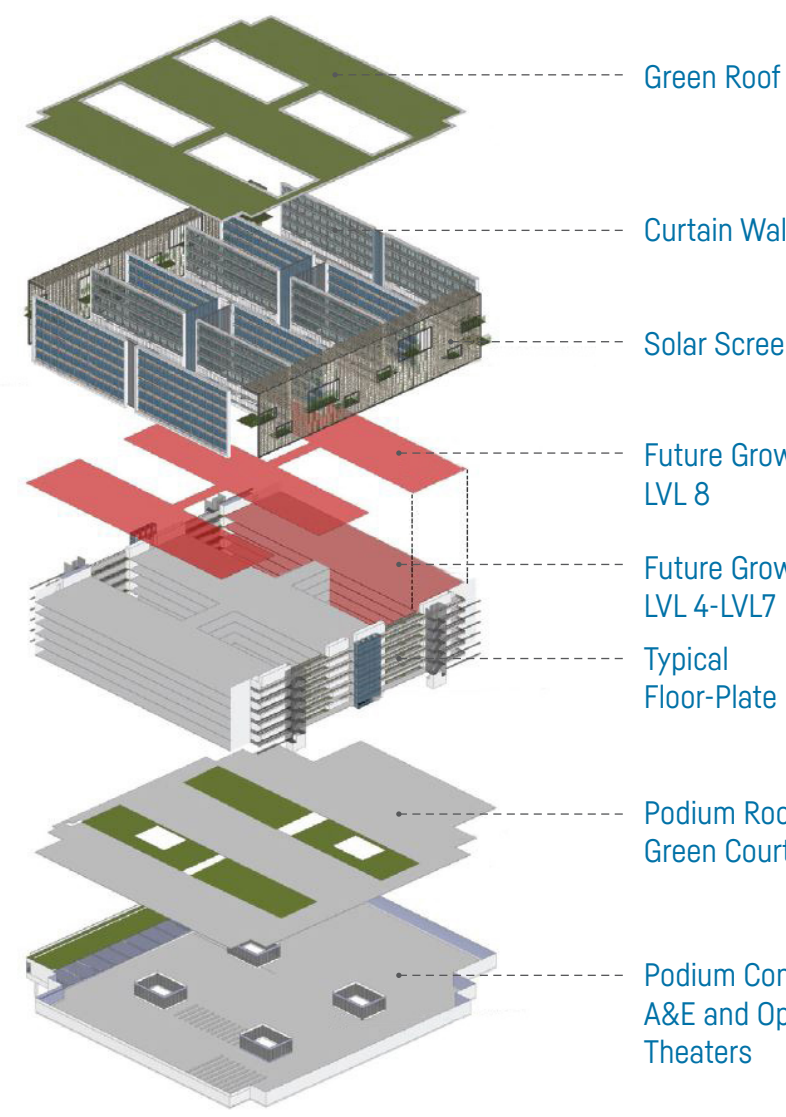 Green Roof
Curtain Wal
Solar Scree
Future Grow
LVL 8
Future Grow
LVL 4-LVL7
Typical
Floor-Plate
Podium Roo
Green Court
Podium Con
A&E and Op
Theaters